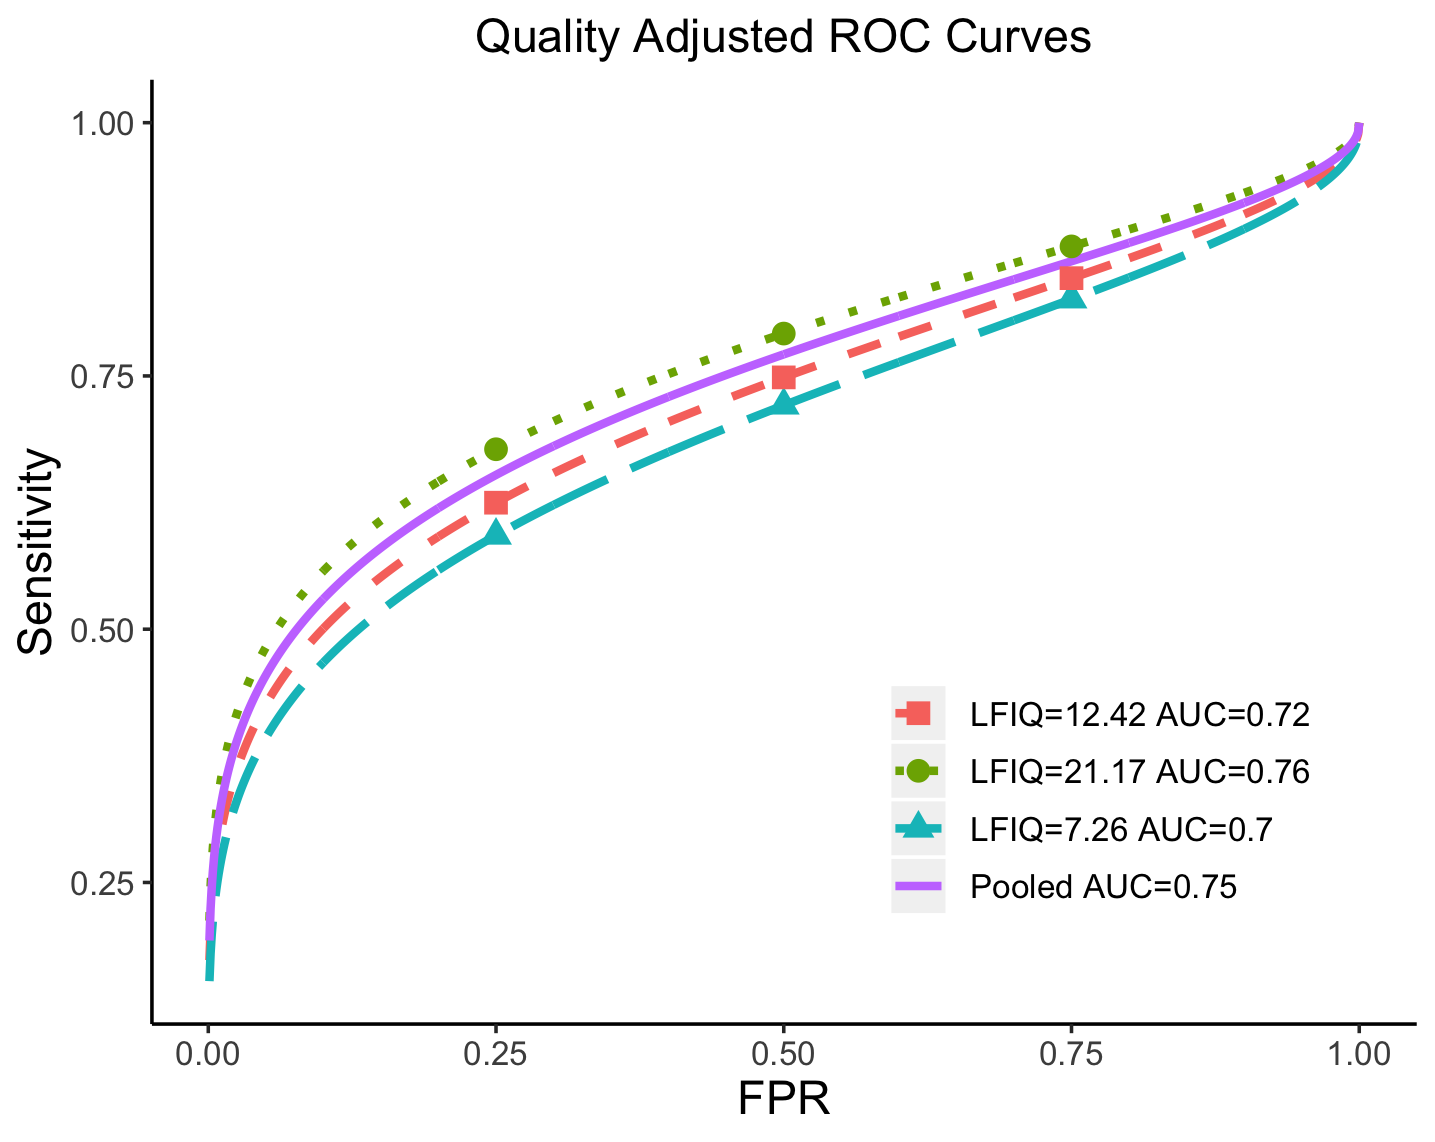 Quality Adjusted ROC Curves
1.00
0.75
0.50
0.25
Sensitivity
LFIQ=12.42 AUC=0.72
LFIQ=21.17 AUC=0.76
LFIQ=7.26 AUC=0.7
Pooled AUC=0.75
0.00 0.25 0.50 0.75 1.00
FPR